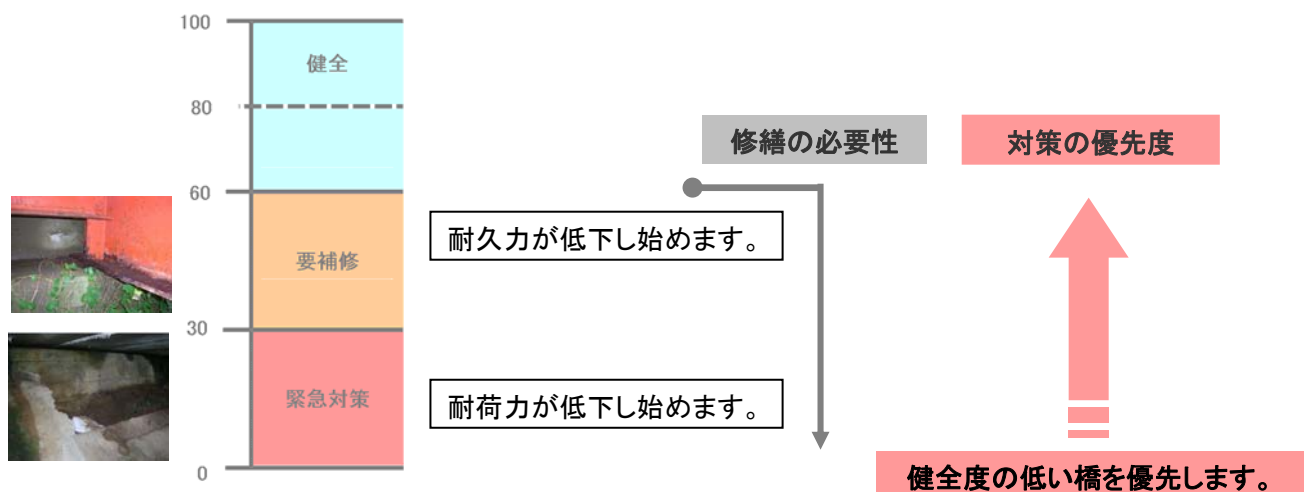 100
健全
80
修繕の必要性
対策の優先度
60
耐久力が低下し始めます。
要補修
30
緊急対策
耐荷力が低下し始めます。
0
健全度の低い橋を優先します。